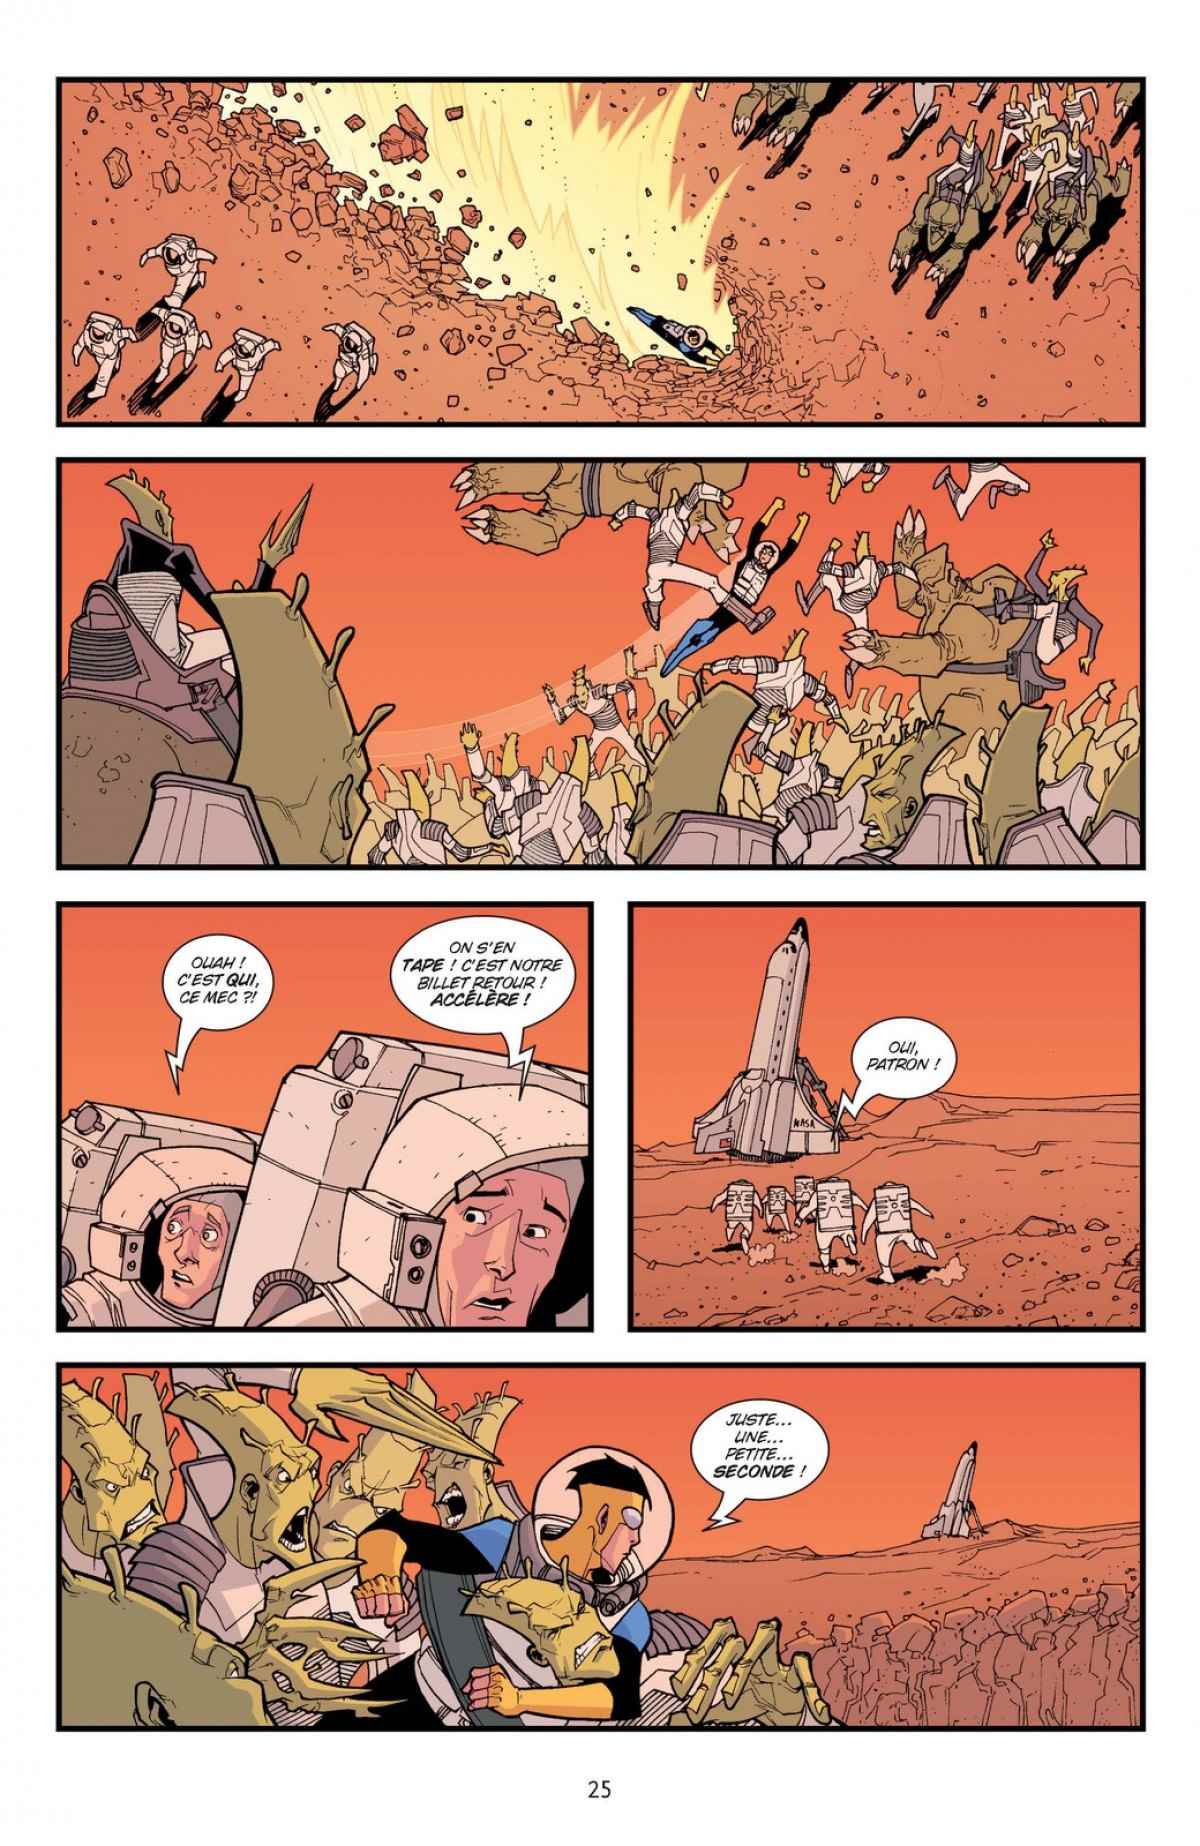 OUAH !
C'EST QUI,
CE MEC ?!
ON S'EN
TAPE ! C'EST NOTRE
BILLET RETOUR !
ACCÉLÈRE !
OUI,
PATRON !
NASA
JUSTE...
UNE...
PETITE...
SECONDE !
25